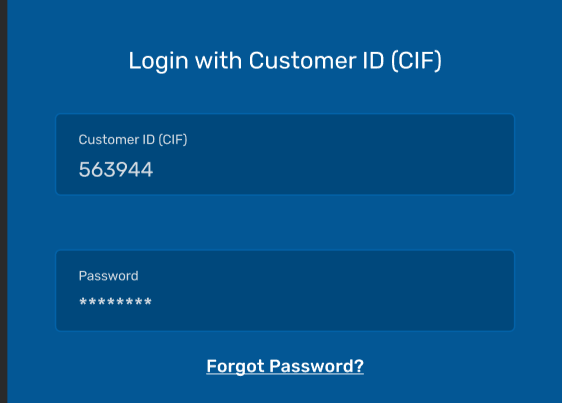 Login with Customer ID (CIF)
Customer ID (CIF)
563944
Password
********
Forgot Password?